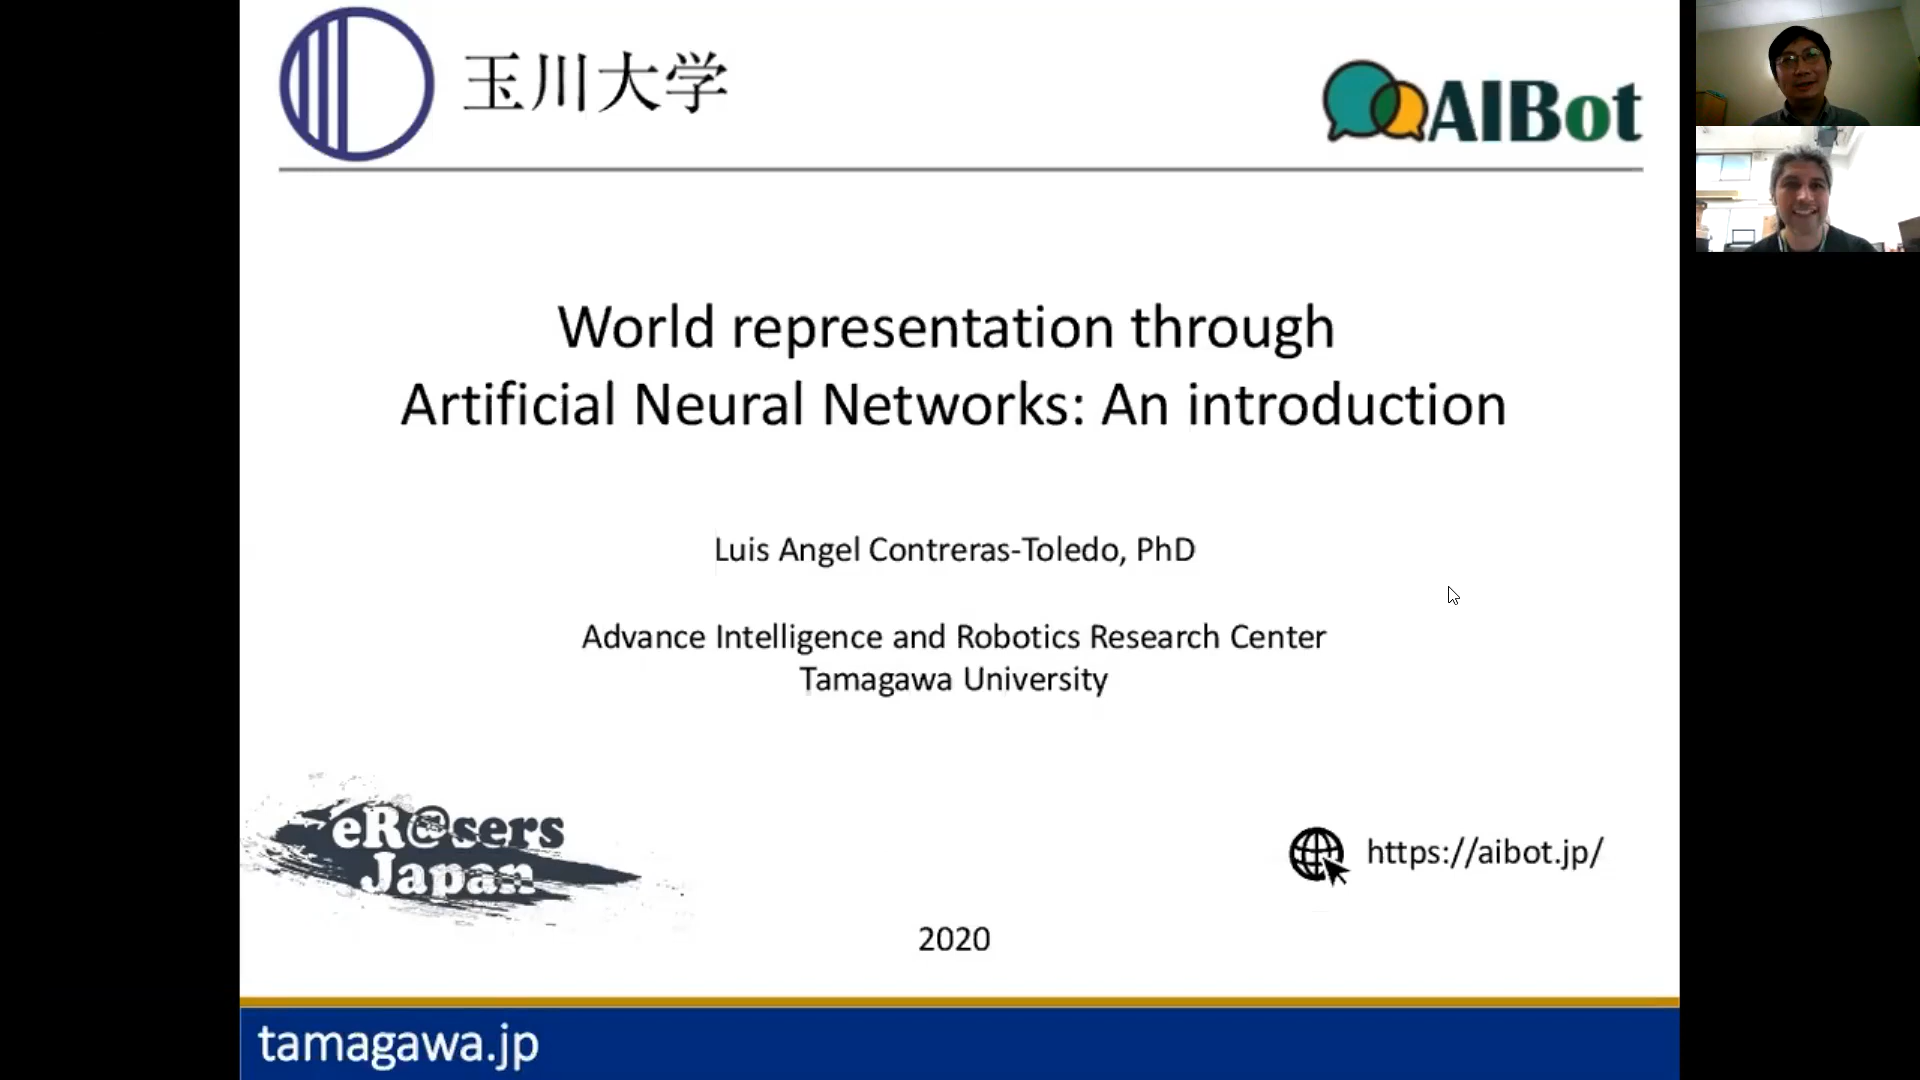 玉川大学
AIBot
World representation through
Artificial Neural Networks: An introduction
Luis Angel Contreras-Toledo, PhD
Advance Intelligence and Robotics Research Center
Tamagawa University
eR@sers
Japan
https://aibot.jp/
2020
tamagawa.jp